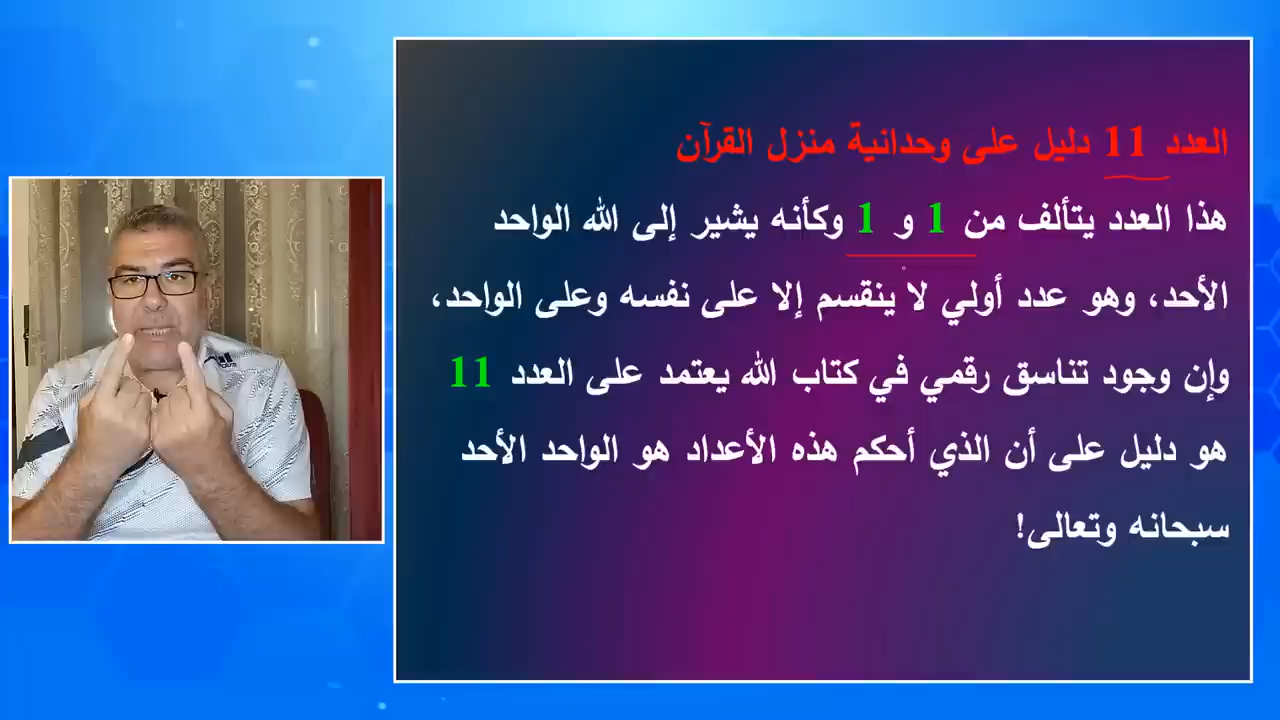 العدد 11 دليل على وحدانية منزل القرآن
هذا العدد يتألف من 1 و 1 وكأنه يشير إلى الله الواحد
الأحد، وهو عدد أولي لا ينقسم إلا على نفسه وعلى الواحد،
وإن وجود تناسق رقمي في كتاب الله يعتمد على العدد 11
هو دليل على أن الذي أحكم هذه الأعداد هو الواحد الأحد
سبحانه وتعالى!